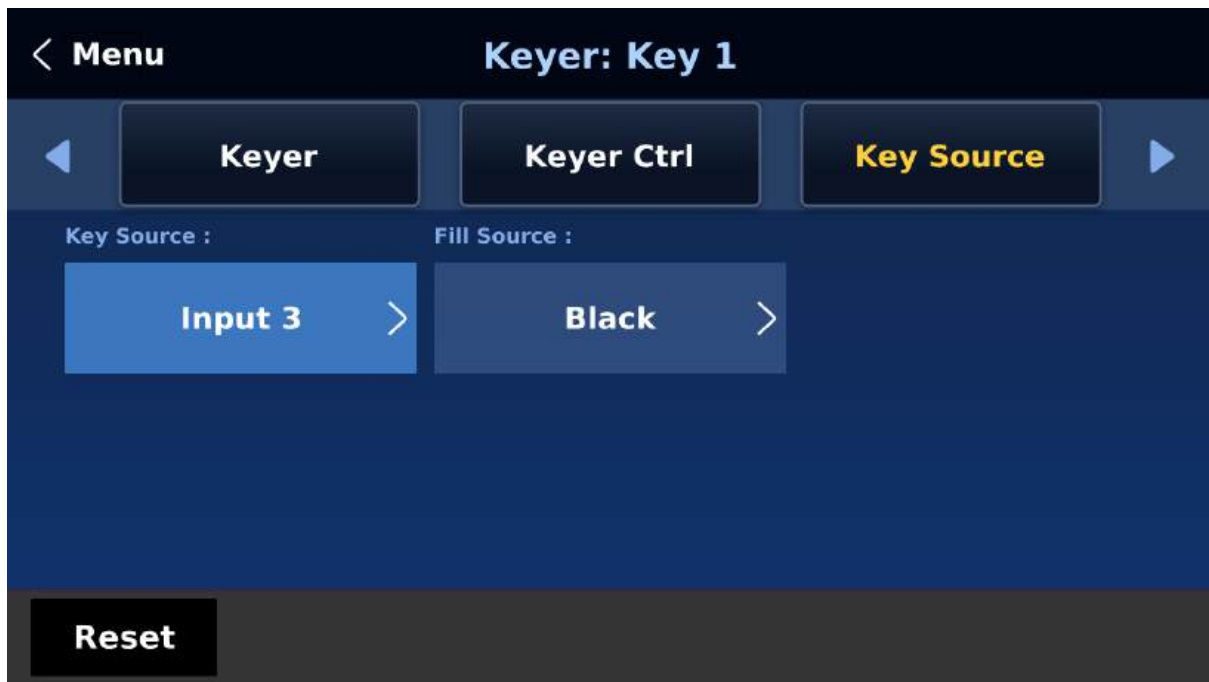 Menu
Keyer: Key 1
Keyer
Keyer Ctrl
Key Source
Key Source :
Fill Source :
Input 3
Black
Reset